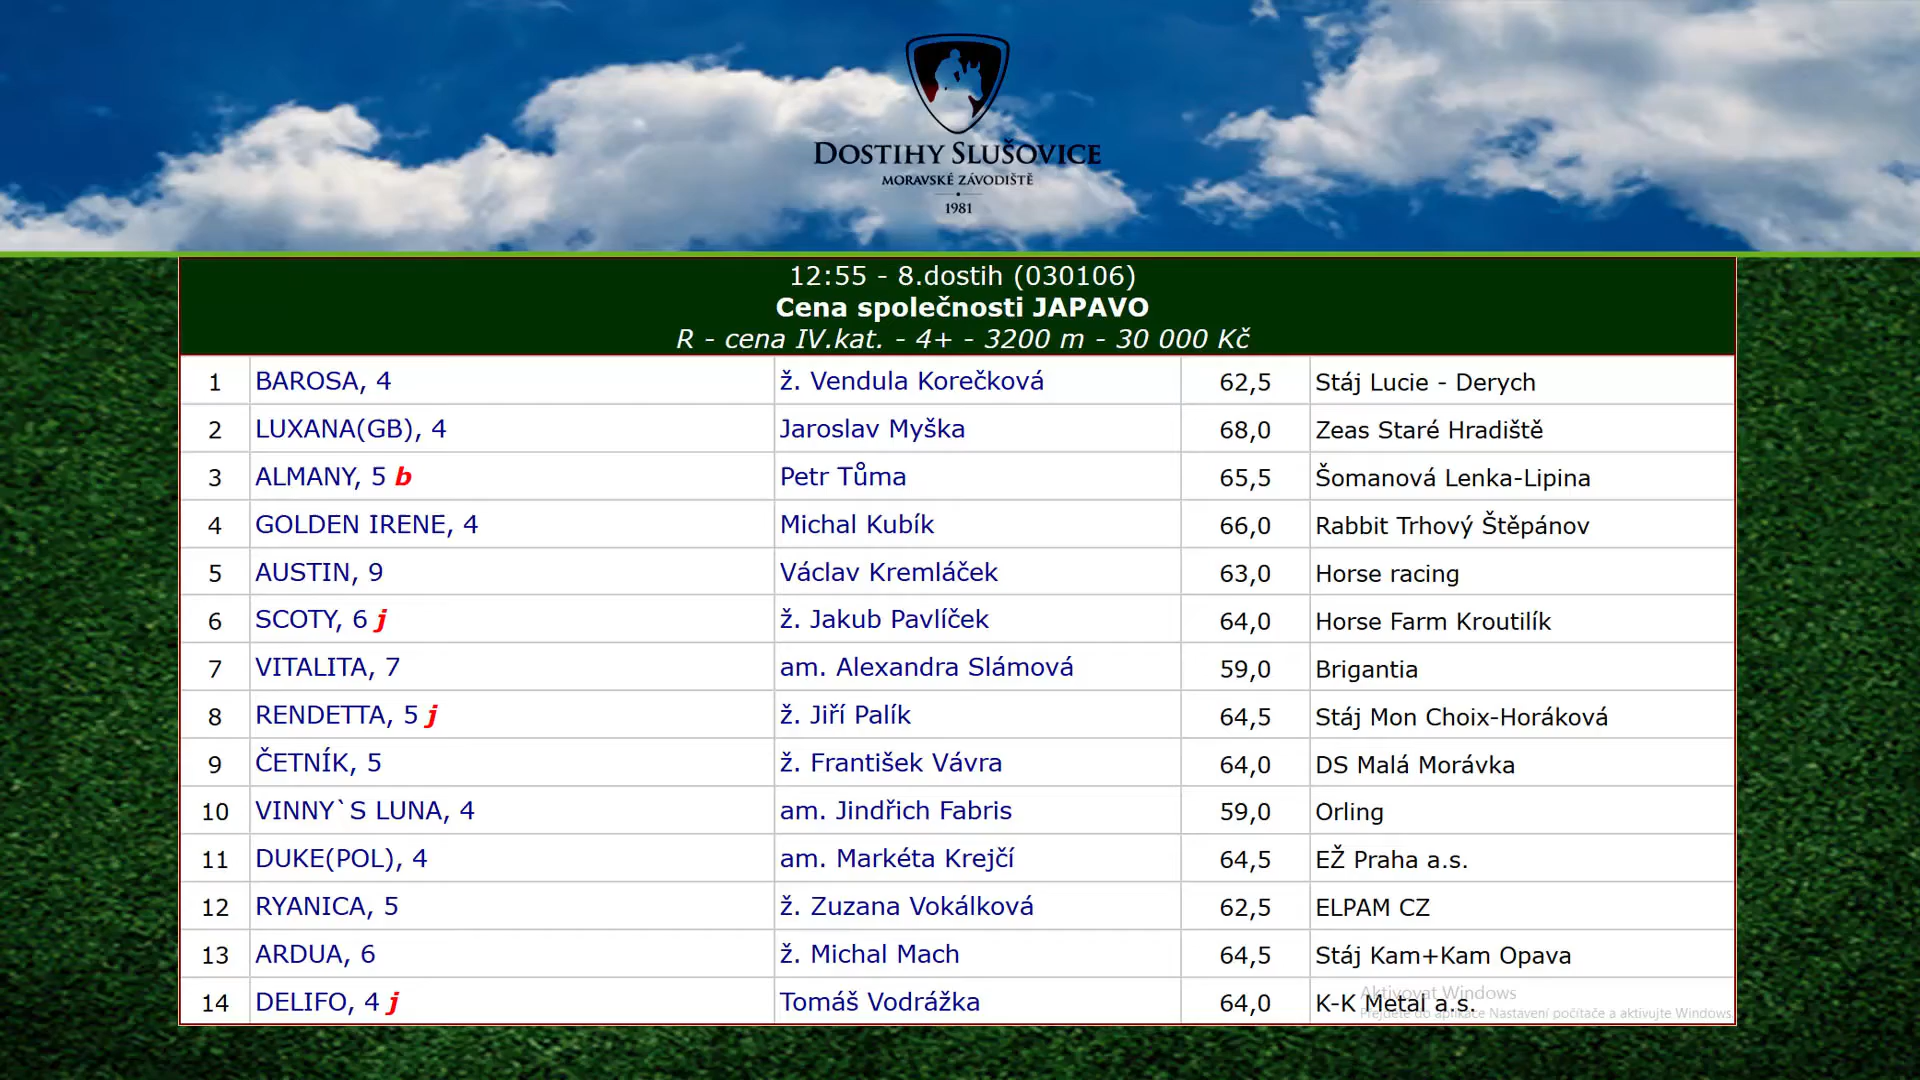 DOSTIHY SLUŠOVICE
MORAVSKÉ ZÁVODIŠTĚ
1981
12:55 - 8.dostih (030106)
Cena společnosti JAPAVO
R - cena IV.kat. - 4+ - 3200 m - 30 000 Kč
1 BAROSA, 4 ž. Vendula Korečková 62,5 Stáj Lucie - Derych
2 LUXANA(GB), 4 Jaroslav Myška 68,0 Zeas Staré Hradiště
3 ALMANY, 5 b Petr Tůma 65,5 Šomanová Lenka-Lipina
4 GOLDEN IRENE, 4 Michal Kubík 66,0 Rabbit Trhový Štěpánov
5 AUSTIN, 9 Václav Kremláček 63,0 Horse racing
6 SCOTY, 6 j ž. Jakub Pavlíček 64,0 Horse Farm Kroutilík
7 VITALITA, 7 am. Alexandra Slámová 59,0 Brigantia
8 RENDETTA, 5 j ž. Jiří Palík 64,5 Stáj Mon Choix-Horáková
9 ČETNÍK, 5 ž. František Vávra 64,0 DS Malá Morávka
10 VINNY`S LUNA, 4 am. Jindřich Fabris 59,0 Orling
11 DUKE(POL), 4 am. Markéta Krejčí 64,5 EŽ Praha a.s.
12 RYANICA, 5 ž. Zuzana Vokálková 62,5 ELPAM CZ
13 ARDUA, 6 ž. Michal Mach 64,5 Stáj Kam+Kam Opava
14 DELIFO, 4 j Tomáš Vodrážka 64,0 K-K Metal a.s.
Aktivovat Windows
Přejděte do aplikace Nastavení počítače a aktivujte Windows.